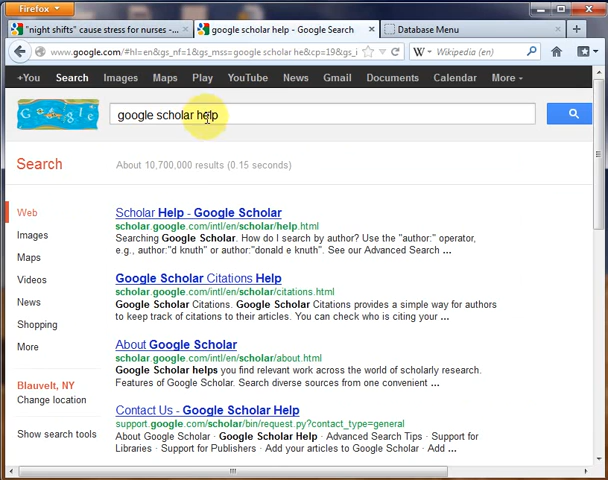 Firefox
"night shifts" cause stress for nurses -...
google scholar help - Google Search
Database Menu
www.google.com/#hl=en&gs_nf=1&gs_mss=google scholar he&cp=19&gs_i
Wikipedia (en)
+You Search Images Maps Play YouTube News Gmail Documents Calendar More
Google
google scholar help
Search
About 10,700,000 results (0.15 seconds)
Web
Images
Maps
Videos
News
Shopping
More
Blauvelt, NY
Change location
Show search tools
Scholar Help - Google Scholar
scholar.google.com/intl/en/scholar/help.html
Searching Google Scholar. How do I search by author? Use the "author:" operator,
e.g., author:"d knuth" or author:"donald e knuth". See our Advanced Search ...
Google Scholar Citations Help
scholar.google.com/intl/en/scholar/citations.html
Google Scholar Citations. Google Scholar Citations provides a simple way for authors
to keep track of citations to their articles. You can check who is citing your ...
About Google Scholar
scholar.google.com/intl/en/scholar/about.html
Google Scholar helps you find relevant work across the world of scholarly research.
Features of Google Scholar. Search diverse sources from one convenient ...
Contact Us - Google Scholar Help
support.google.com/scholar/bin/request.py?contact_type=general
About Google Scholar · Google Scholar Help · Advanced Search Tips · Support for
Libraries · Support for Publishers · Add your articles to Google Scholar · Add ...